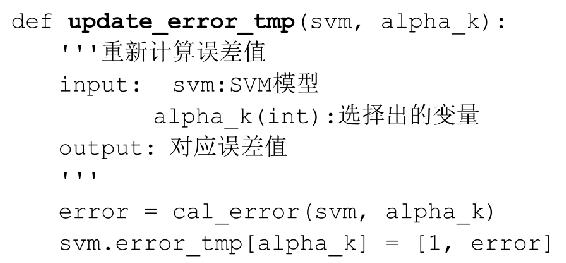 def update_error_tmp(svm, alpha_k):
'''重新计算误差值
input:  svm:SVM模型
alpha_k(int):选择出的变量
output: 对应误差值
'''
error = cal_error(svm, alpha_k)
svm.error_tmp[alpha_k] = [1, error]